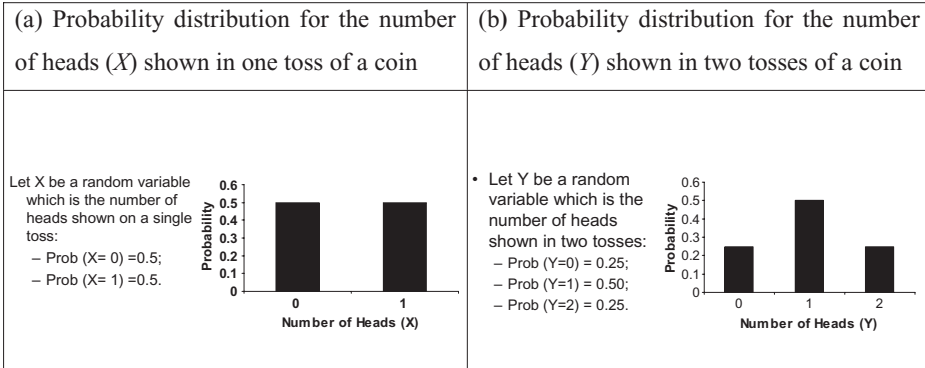 (a) Probability distribution for the number
of heads (X) shown in one toss of a coin
(b) Probability distribution for the number
of heads (Y) shown in two tosses of a coin
Let X be a random variable
which is the number of
heads shown on a single
toss:
– Prob (X= 0) =0.5;
– Prob (X= 1) =0.5.
Probability
0.6
0.5
0.4
0.3
0.2
0.1
0
0 1
Number of Heads (X)
• Let Y be a random
variable which is the
number of heads
shown in two tosses:
– Prob (Y=0) = 0.25;
– Prob (Y=1) = 0.50;
– Prob (Y=2) = 0.25.
Probability
0.6
0.5
0.4
0.3
0.2
0.1
0
0 1 2
Number of Heads (Y)